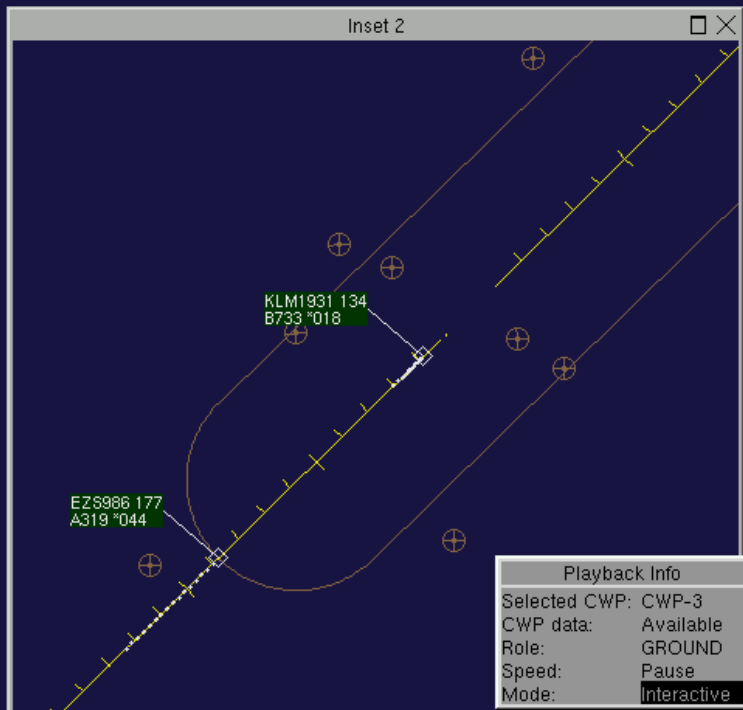 Inset 2
KLM1931 134
B733 *018
EZS986 177
A319 *044
Playback Info
Selected CWP: CWP-3
CWP data: Available
Role: GROUND
Speed: Pause
Mode: Interactive